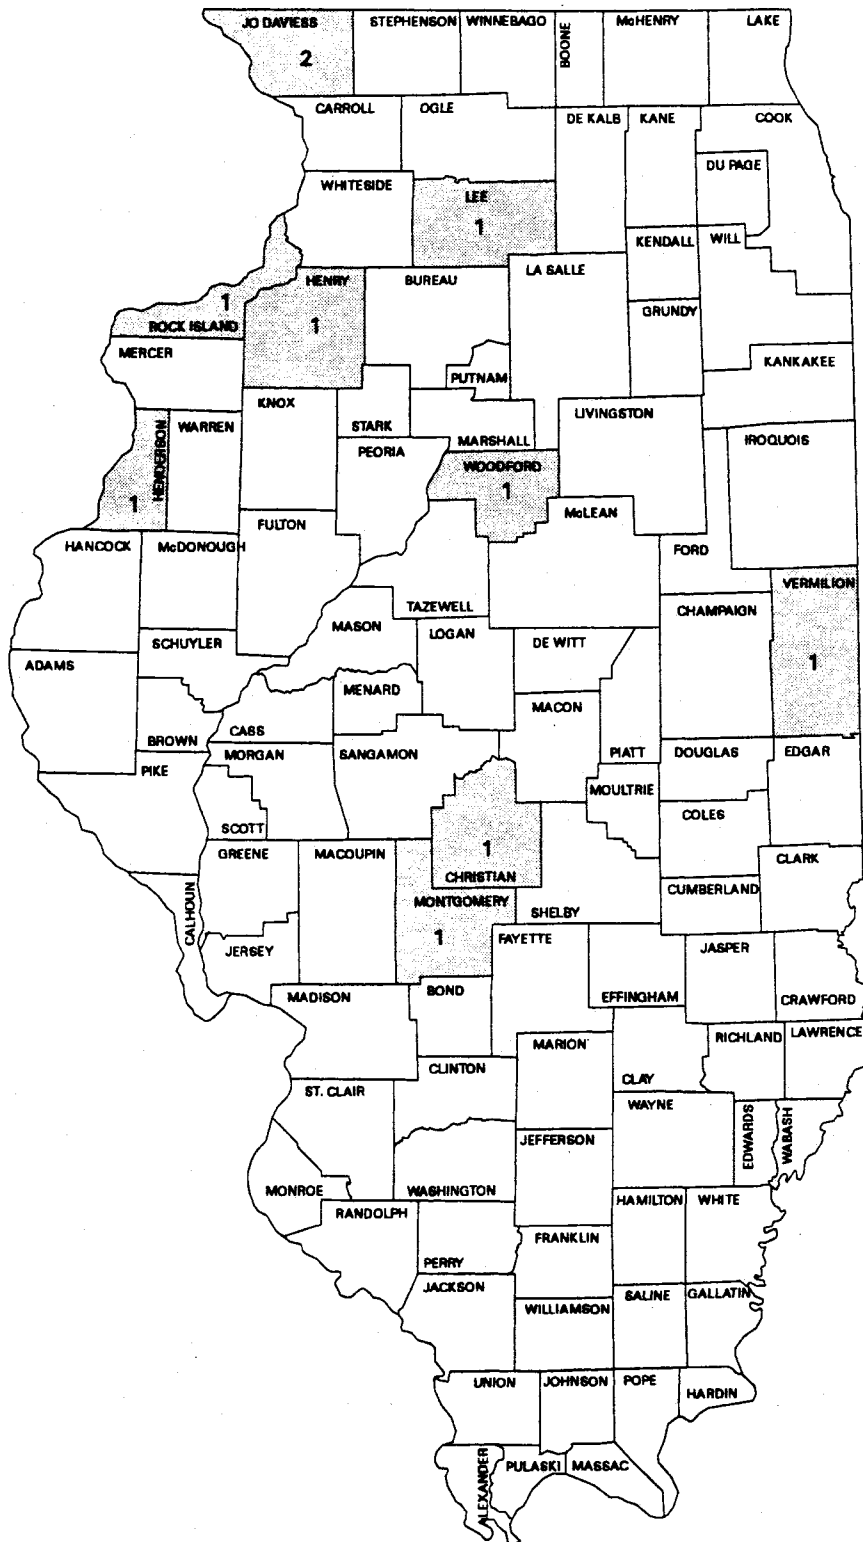 JO DAVIESS STEPHENSON WINNEBAGO BOONE McHENRY LAKE
2
CARROLL OGLE DE KALB KANE COOK
DU PAGE
WHITESIDE LEE
1
KENDALL WILL
HENRY BUREAU LA SALLE
1 ROCK ISLAND 1 GRUNDY
MERCER PUTNAM KANKAKEE
KNOX LIVINGSTON
HENDERSON WARREN STARK MARSHALL IROQUOIS
PEORIA WOODFORD
1 1 McLEAN
FULTON
HANCOCK McDONOUGH FORD
VERMILION
TAZEWELL CHAMPAIGN
MASON LOGAN
SCHUYLER DE WITT
ADAMS 1
MENARD MACON
BROWN CASS
MORGAN SANGAMON PIATT DOUGLAS EDGAR
PIKE MOULTRIE
COLES
SCOTT
GREENE MACOUPIN 1 CLARK
CHRISTIAN
CALHOUN MONTGOMERY CUMBERLAND
SHELBY
1 FAYETTE
JERSEY JASPER
MADISON BOND EFFINGHAM CRAWFORD
MARION RICHLAND LAWRENCE
CLINTON
ST. CLAIR CLAY
WAYNE EDWARDS WABASH
JEFFERSON
MONROE WASHINGTON HAMILTON WHITE
RANDOLPH
FRANKLIN
PERRY
JACKSON SALINE GALLATIN
WILLIAMSON
UNION JOHNSON POPE HARDIN
ALEXANDER PULASKI MASSAC